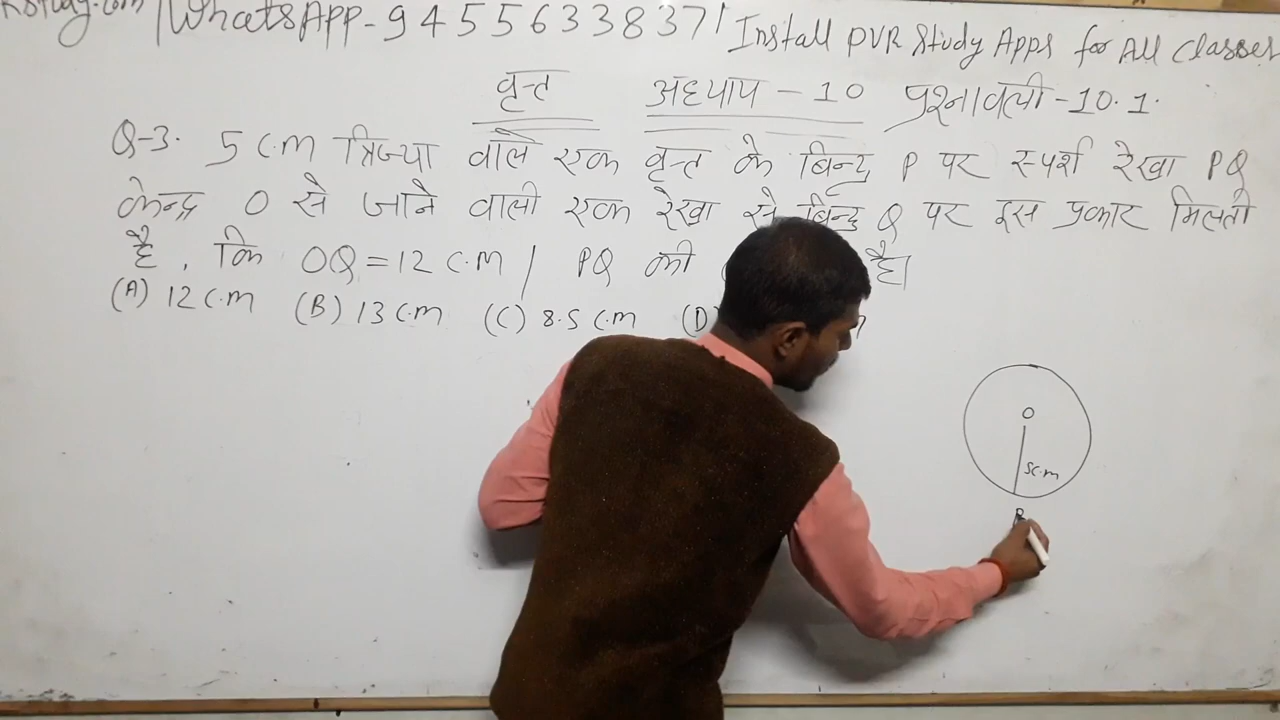 WhatsApp-9455633837/ Install PVR Study Apps for All Classes
वृत्त अध्याय - 10 प्रश्नावली-10.1.
Q-3. 5 c.m त्रिज्या वाले एक वृत्त के बिन्दु P पर स्पर्श रेखा PQ
केन्द्र O से जाने वाली एक रेखा से बिन्दु Q पर इस प्रकार मिलती
है, कि OQ=12 c.m / PQ की है।
(A) 12 c.m (B) 13 c.m (C) 8.5 c.m (D)
O
5c.m
P